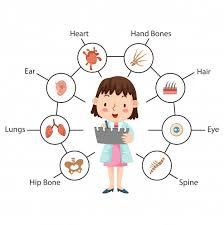 Heart
Hand Bones
Ear
Hair
Lungs
Eye
Hip Bone
Spine